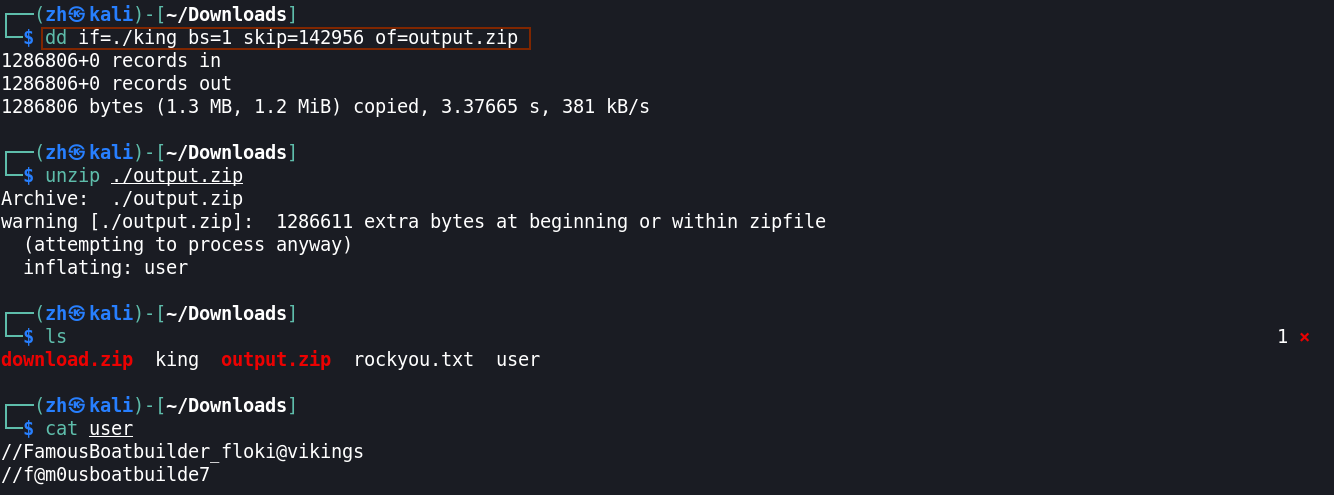 ┌──(zh㉿kali)-[~/Downloads]
└─$ dd if=./king bs=1 skip=142956 of=output.zip
1286806+0 records in
1286806+0 records out
1286806 bytes (1.3 MB, 1.2 MiB) copied, 3.37665 s, 381 kB/s
┌──(zh㉿kali)-[~/Downloads]
└─$ unzip ./output.zip
Archive:  ./output.zip
warning [./output.zip]:  1286611 extra bytes at beginning or within zipfile
  (attempting to process anyway)
  inflating: user
┌──(zh㉿kali)-[~/Downloads]
└─$ ls 1 ⨯
download.zip  king  output.zip  rockyou.txt  user
┌──(zh㉿kali)-[~/Downloads]
└─$ cat user
//FamousBoatbuilder_floki@vikings
//f@m0usboatbuilde7